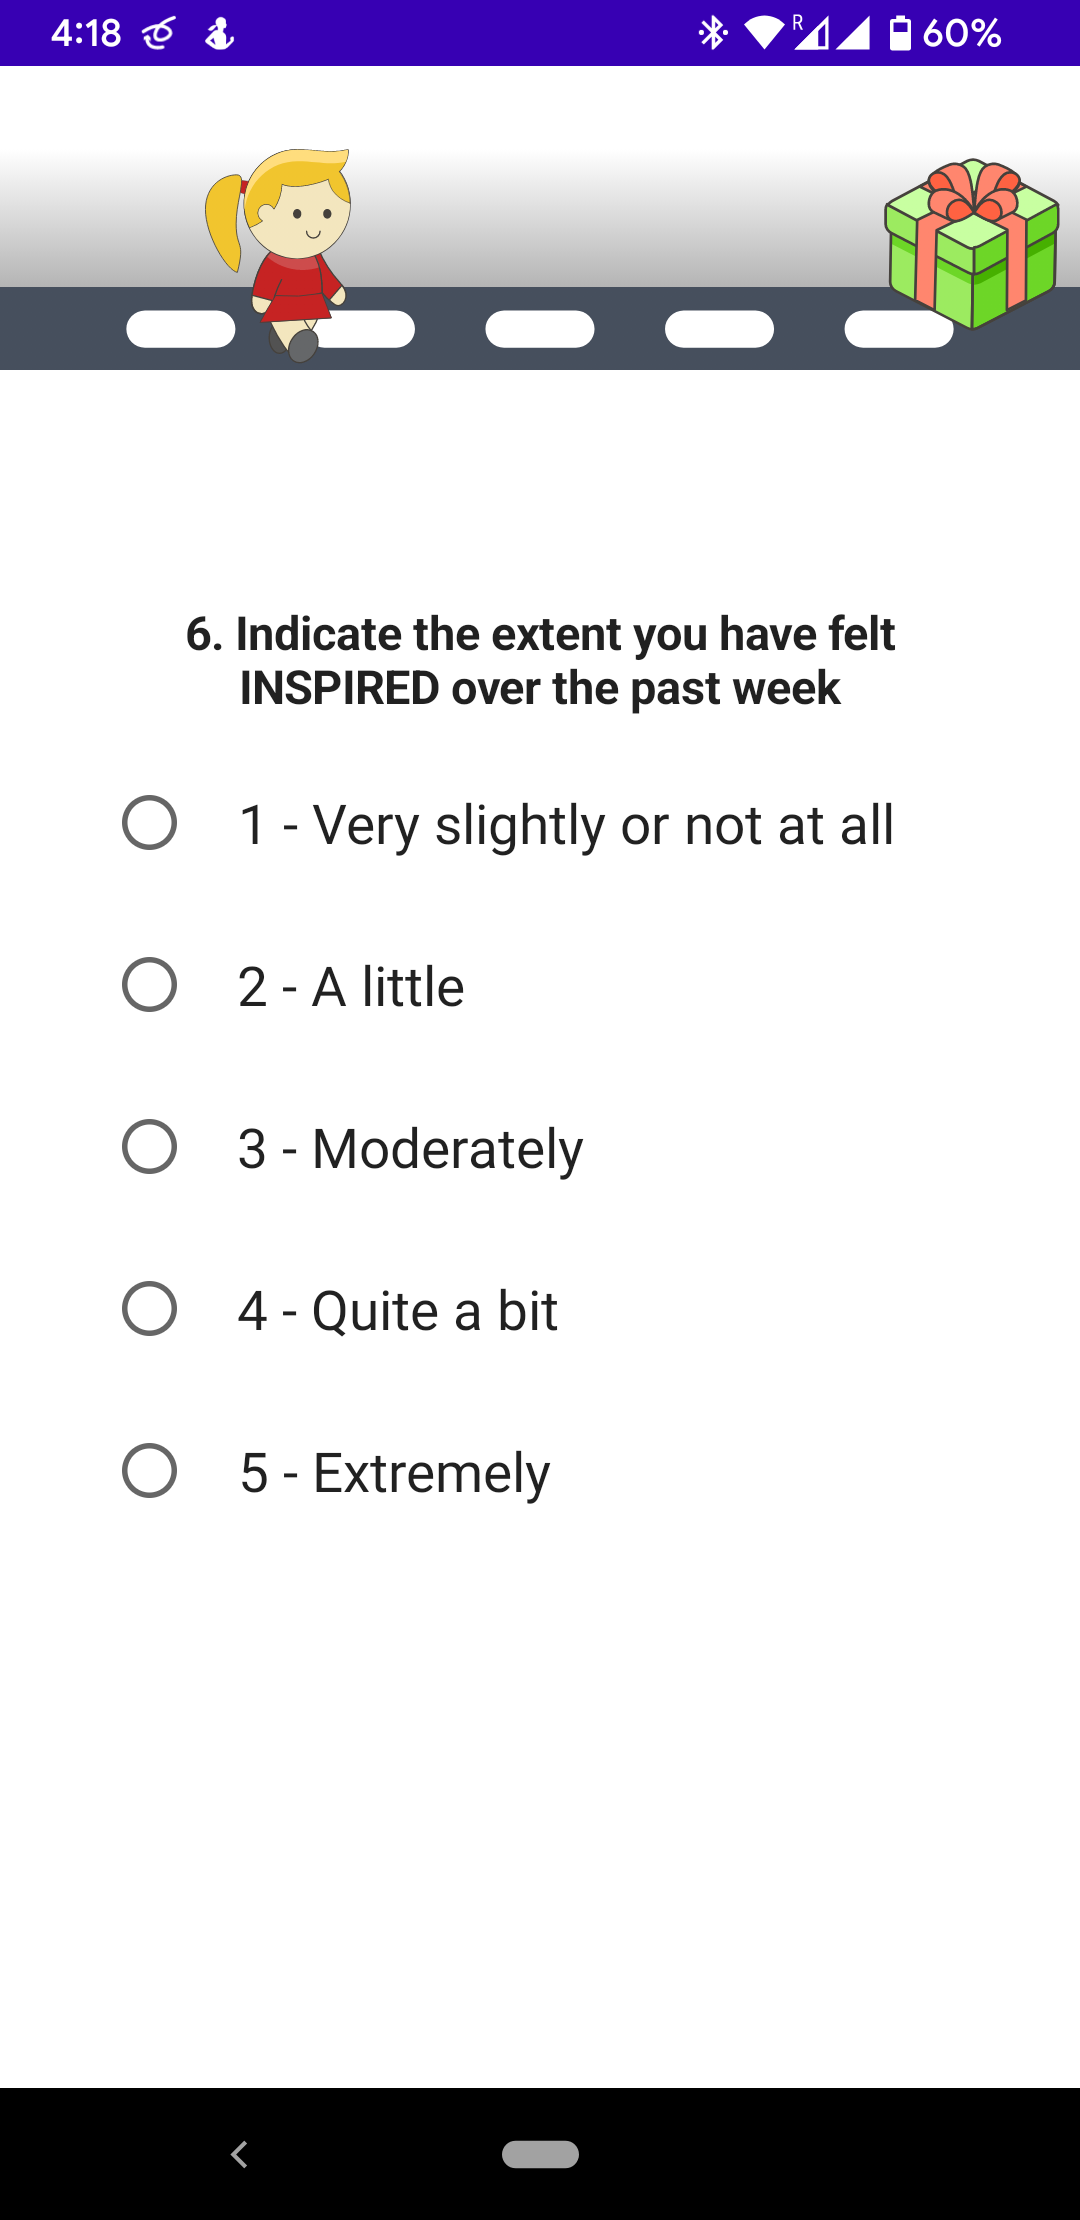 4:18
R
60%
6. Indicate the extent you have felt
INSPIRED over the past week
1 - Very slightly or not at all
2 - A little
3 - Moderately
4 - Quite a bit
5 - Extremely